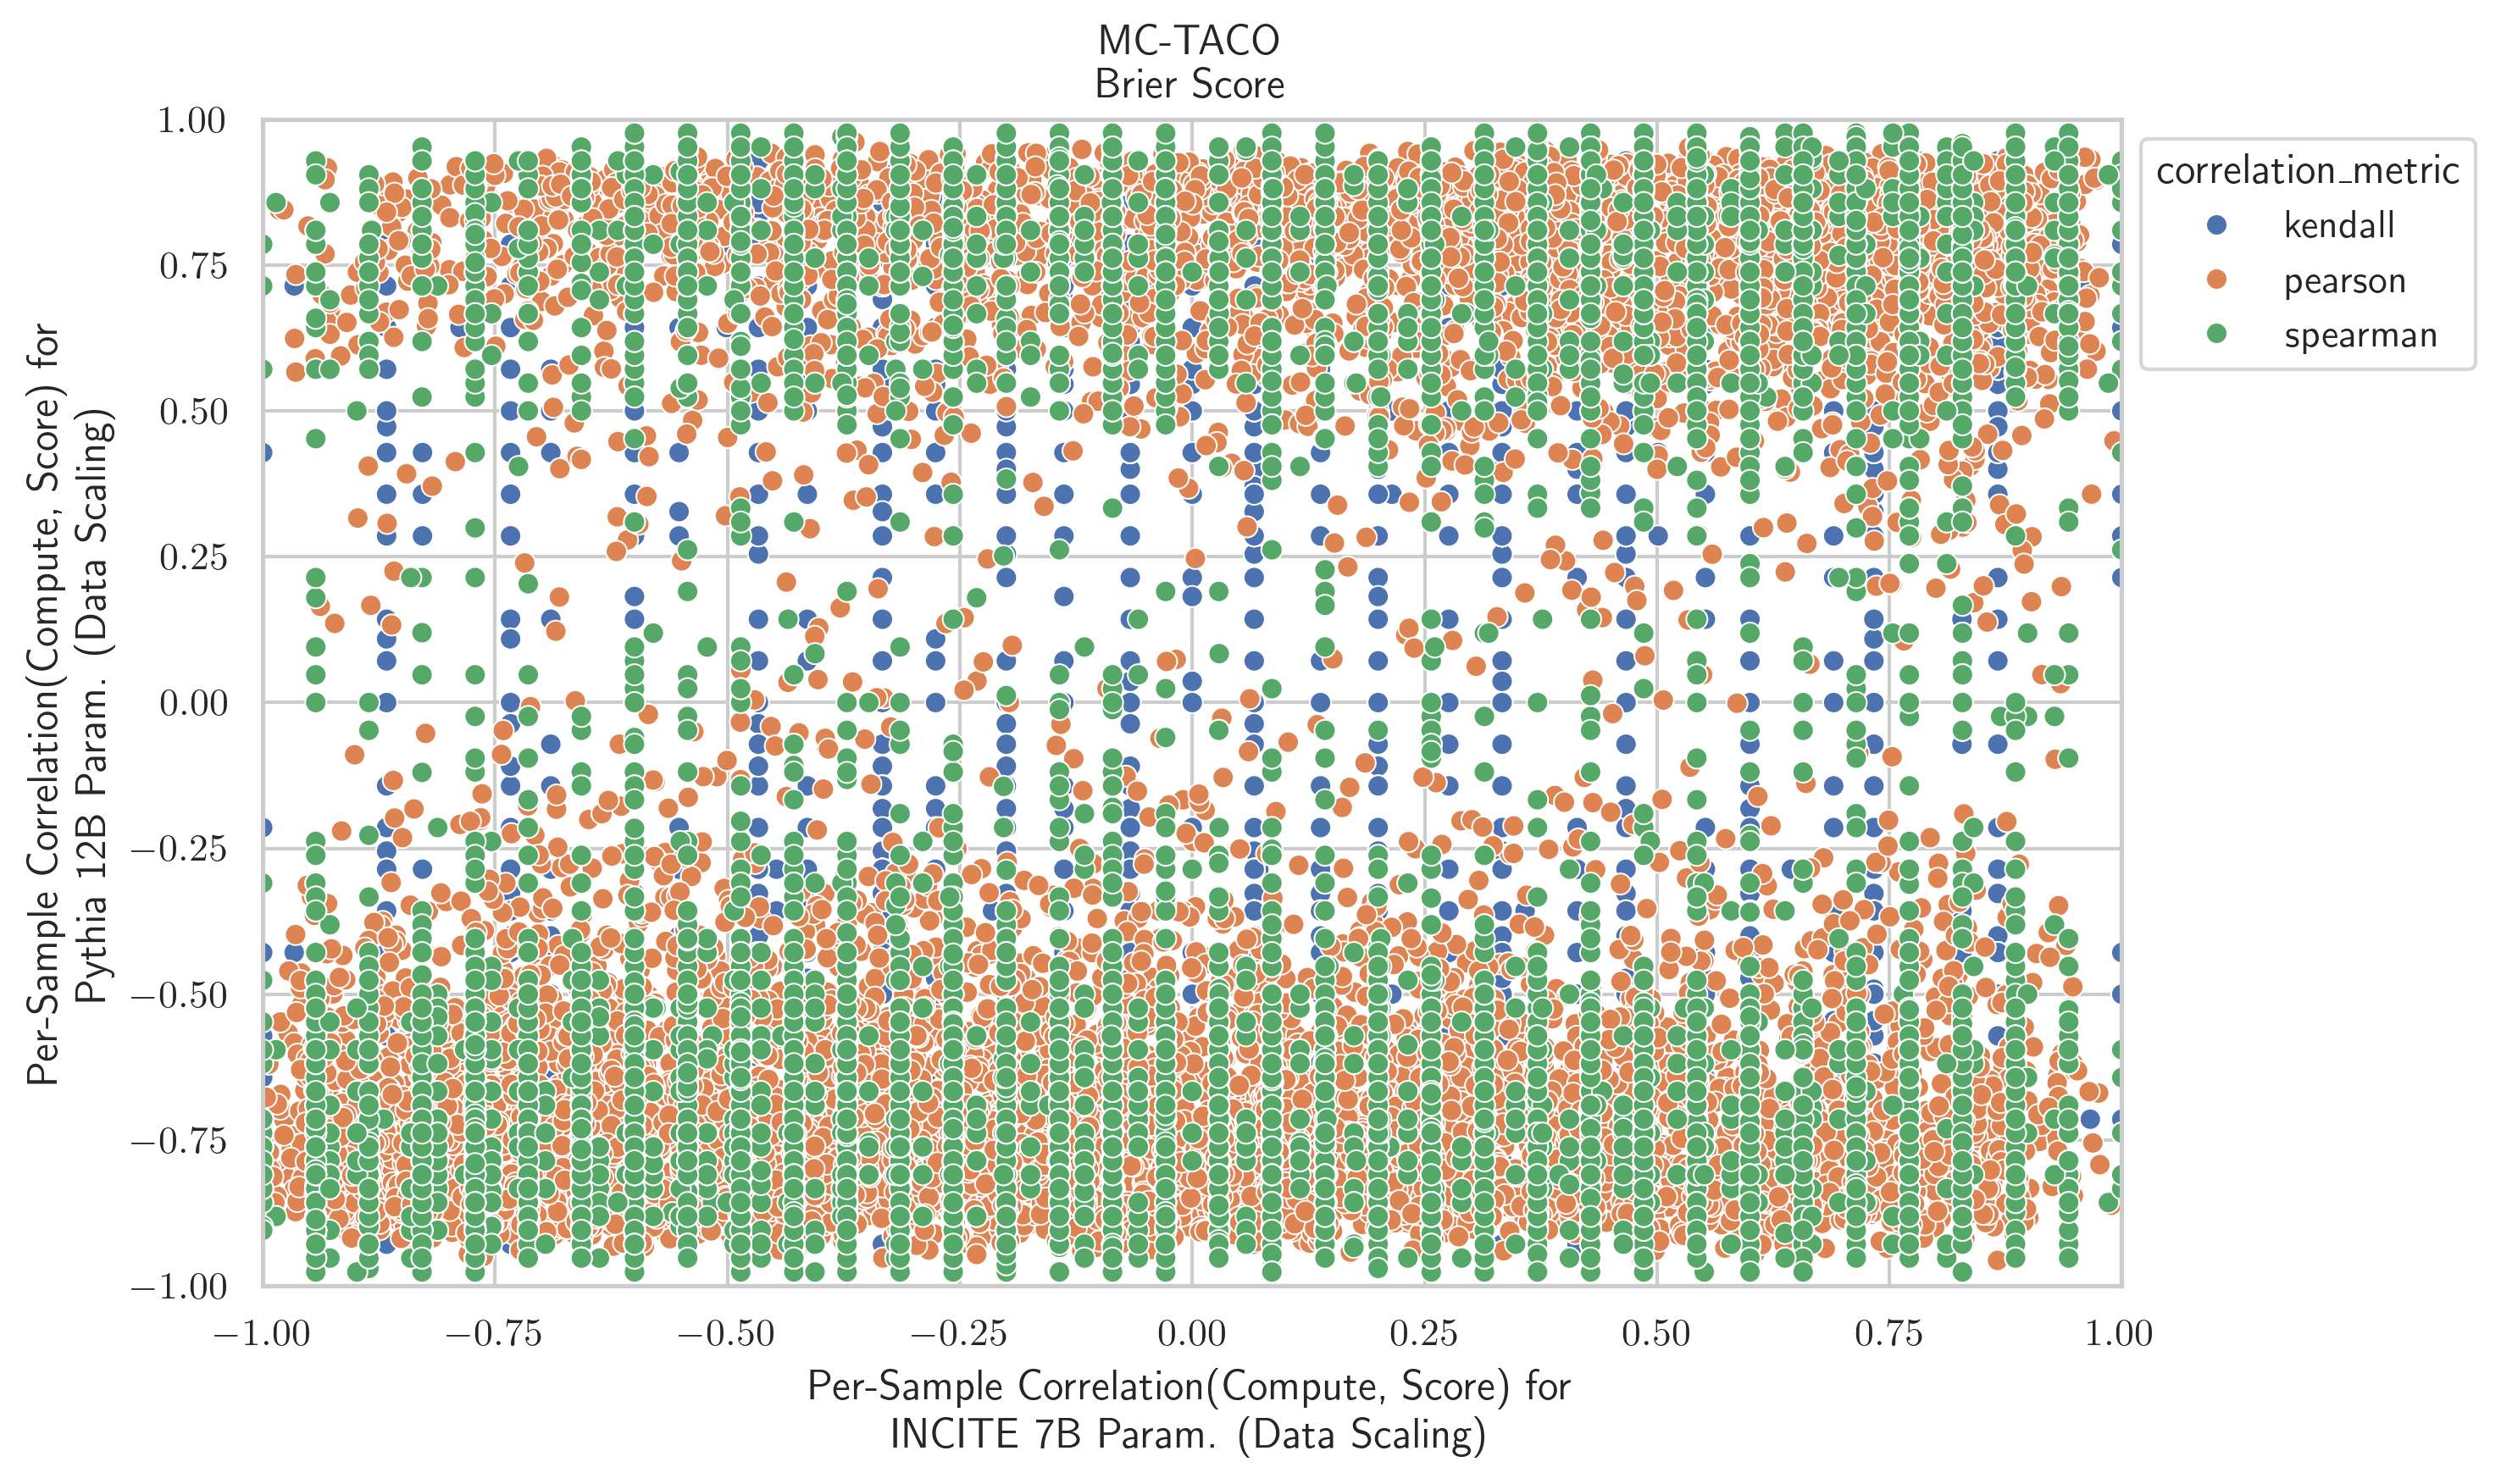 MC-TACO
Brier Score
Per-Sample Correlation(Compute, Score) for
Pythia 12B Param. (Data Scaling)
1.00
0.75
0.50
0.25
0.00
−0.25
−0.50
−0.75
−1.00
−1.00
−0.75
−0.50
−0.25
0.00
0.25
0.50
0.75
1.00
Per-Sample Correlation(Compute, Score) for
INCITE 7B Param. (Data Scaling)
correlation_metric
kendall
pearson
spearman